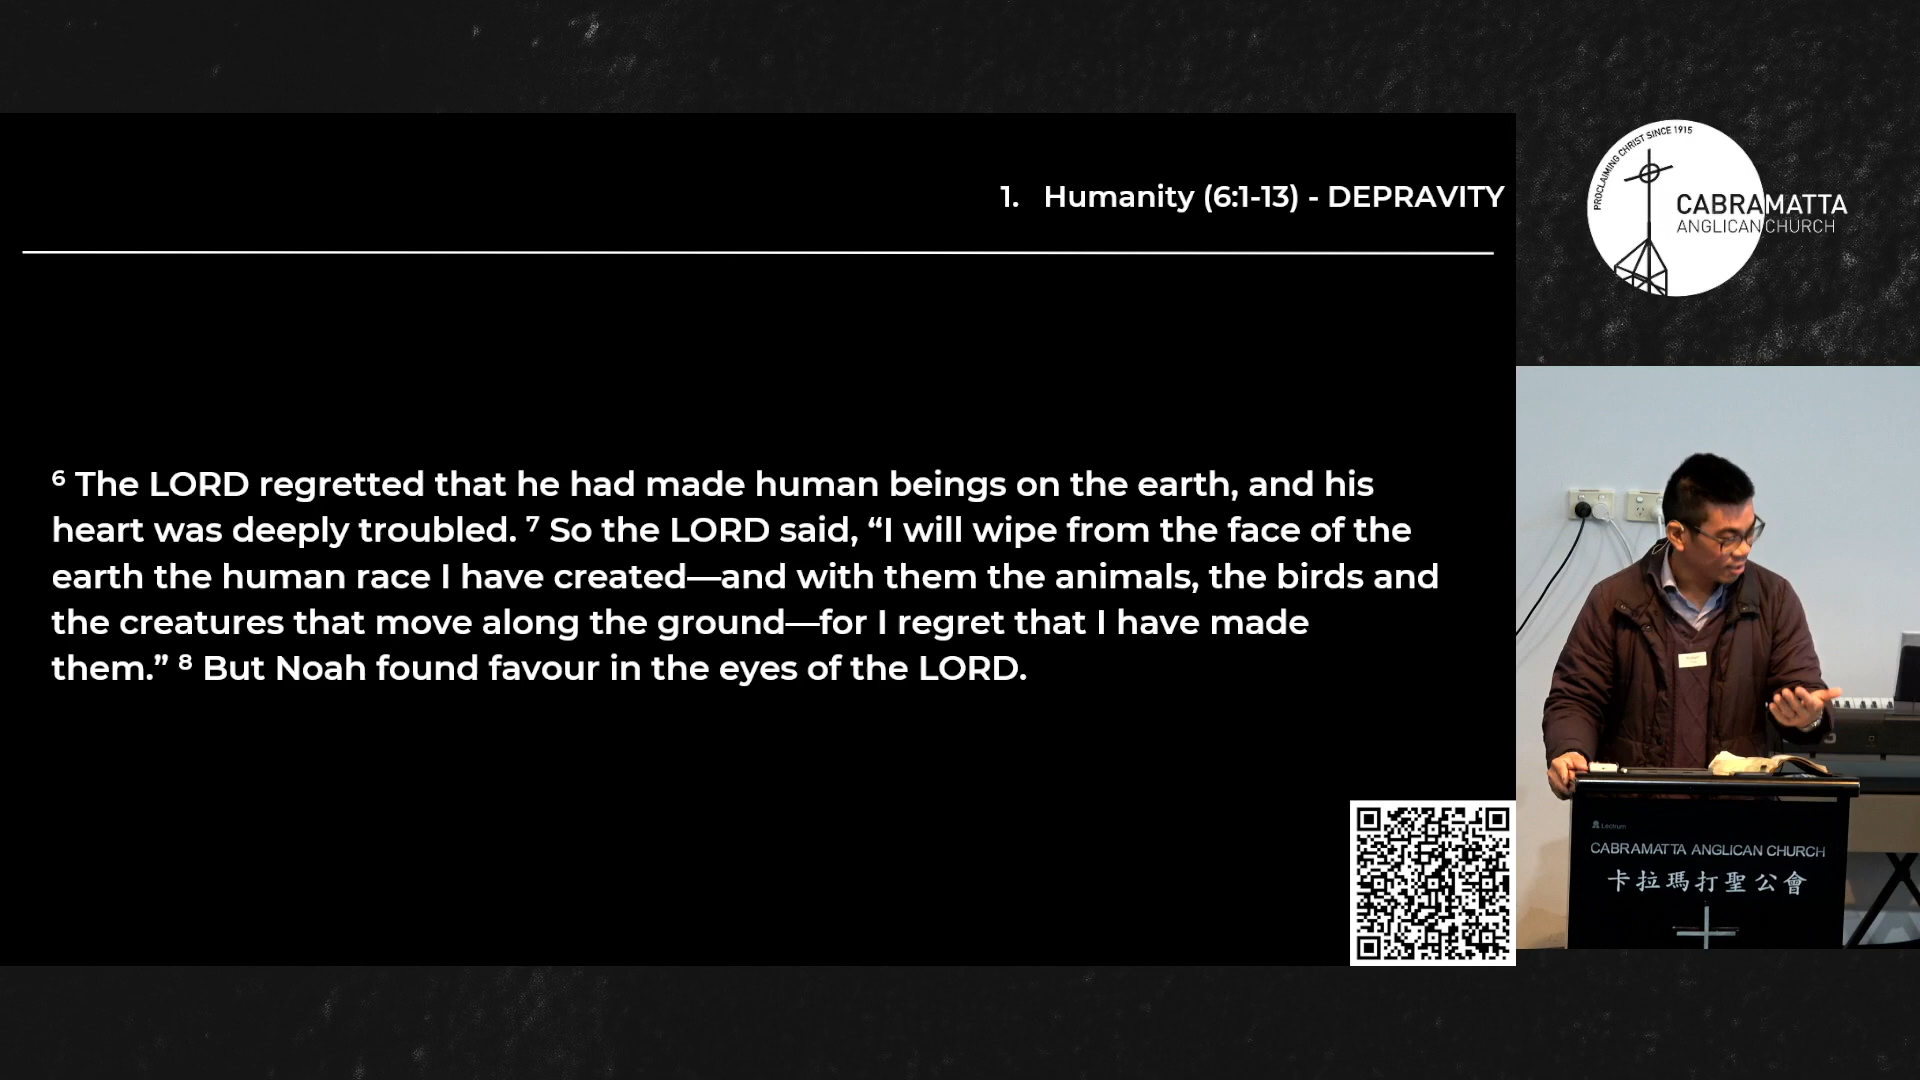 1. Humanity (6:1-13) - DEPRAVITY
⁶ The LORD regretted that he had made human beings on the earth, and his
heart was deeply troubled. ⁷ So the LORD said, “I will wipe from the face of the
earth the human race I have created—and with them the animals, the birds and
the creatures that move along the ground—for I regret that I have made
them.” ⁸ But Noah found favour in the eyes of the LORD.
PROCLAIMING CHRIST SINCE 1915
CABRAMATTA
ANGLICAN CHURCH
Lectrum
CABRAMATTA ANGLICAN CHURCH
卡拉瑪打聖公會